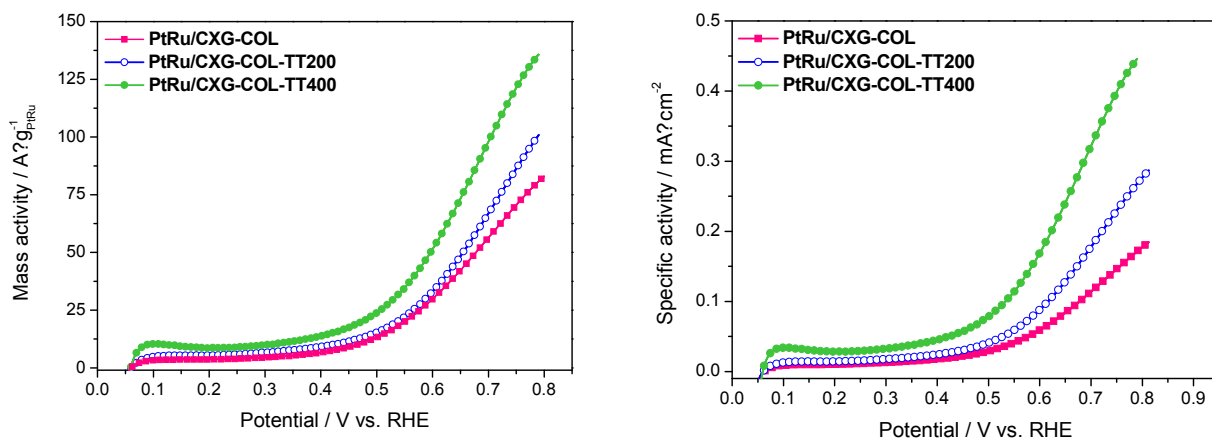 Mass activity / A?g⁻¹PtRu
150
125
100
75
50
25
0
PtRu/CXG-COL
PtRu/CXG-COL-TT200
PtRu/CXG-COL-TT400
0.0 0.1 0.2 0.3 0.4 0.5 0.6 0.7 0.8
Potential / V vs. RHE
Specific activity / mA?cm⁻²
0.5
0.4
0.3
0.2
0.1
0.0
PtRu/CXG-COL
PtRu/CXG-COL-TT200
PtRu/CXG-COL-TT400
0.0 0.1 0.2 0.3 0.4 0.5 0.6 0.7 0.8 0.9
Potential / V vs. RHE